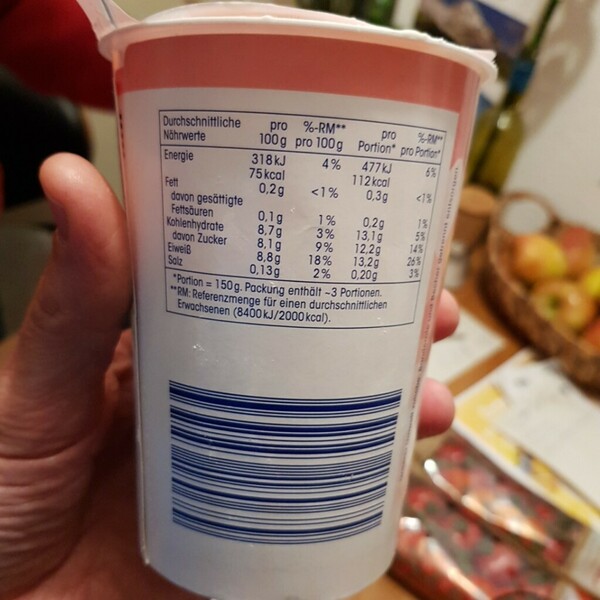 Durchschnittliche Nährwerte pro 100g %-RM** pro 100g pro Portion* %-RM** pro Portion*
Energie 318kJ 4% 477kJ 6%
75kcal 112kcal
Fett 0,2g <1% 0,3g <1%
davon gesättigte
Fettsäuren 0,1g 1% 0,2g 1%
Kohlenhydrate 8,7g 3% 13,1g 5%
davon Zucker 8,1g 9% 12,2g 14%
Eiweiß 8,8g 18% 13,2g 26%
Salz 0,13g 2% 0,20g 3%
*Portion = 150g. Packung enthält ~3 Portionen.
**RM: Referenzmenge für einen durchschnittlichen
Erwachsenen (8400kJ/2000kcal).